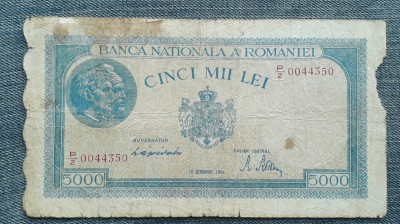 BANCA NATIONALA A ROMANIEI
CINCI MII LEI
P/2 0044350
GUVERNATOR
CASIER CENTRAL
P/2 0044350
5000
5000